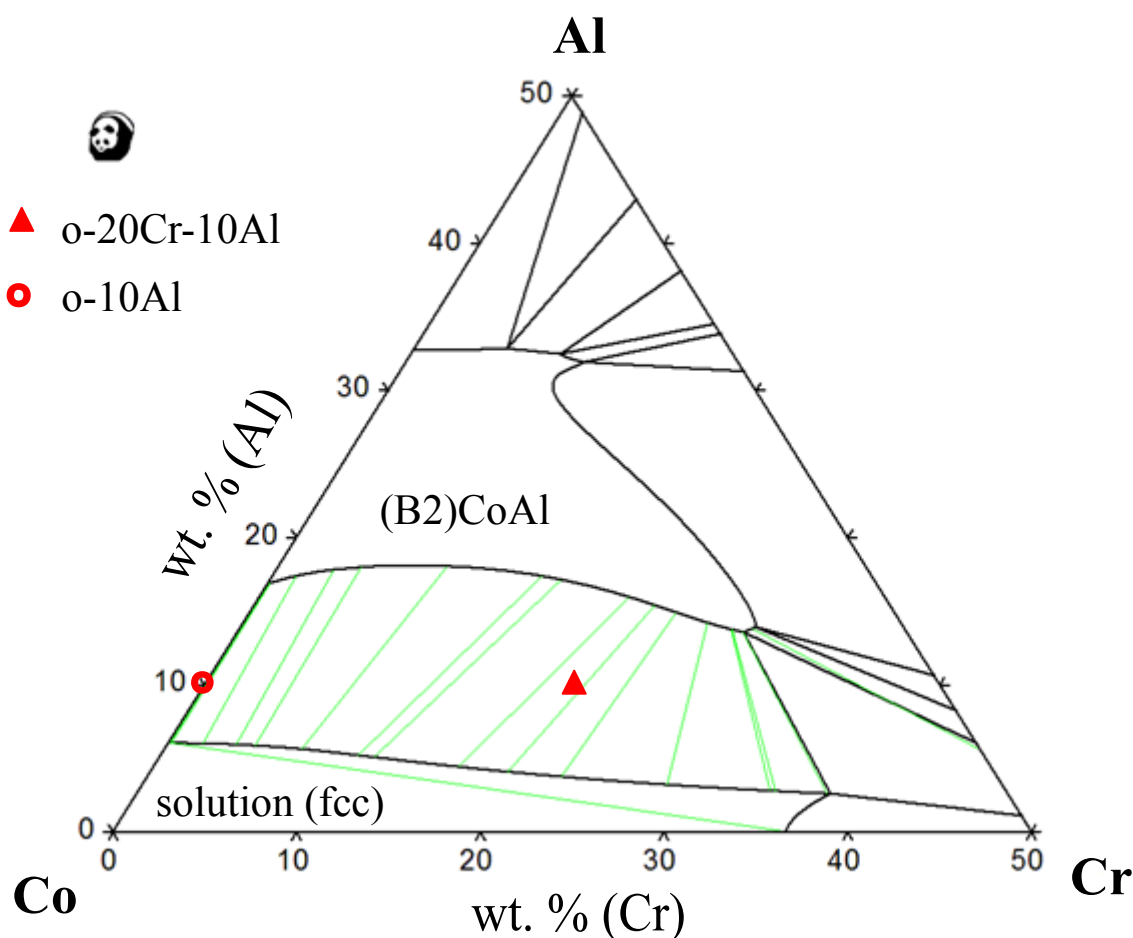 Al
50
o-20Cr-10Al
40
o-10Al
30
wt. % (Al)
(B2)CoAl
20
10
solution (fcc)
0
0 10 20 30 40 50
Co
wt. % (Cr)
Cr